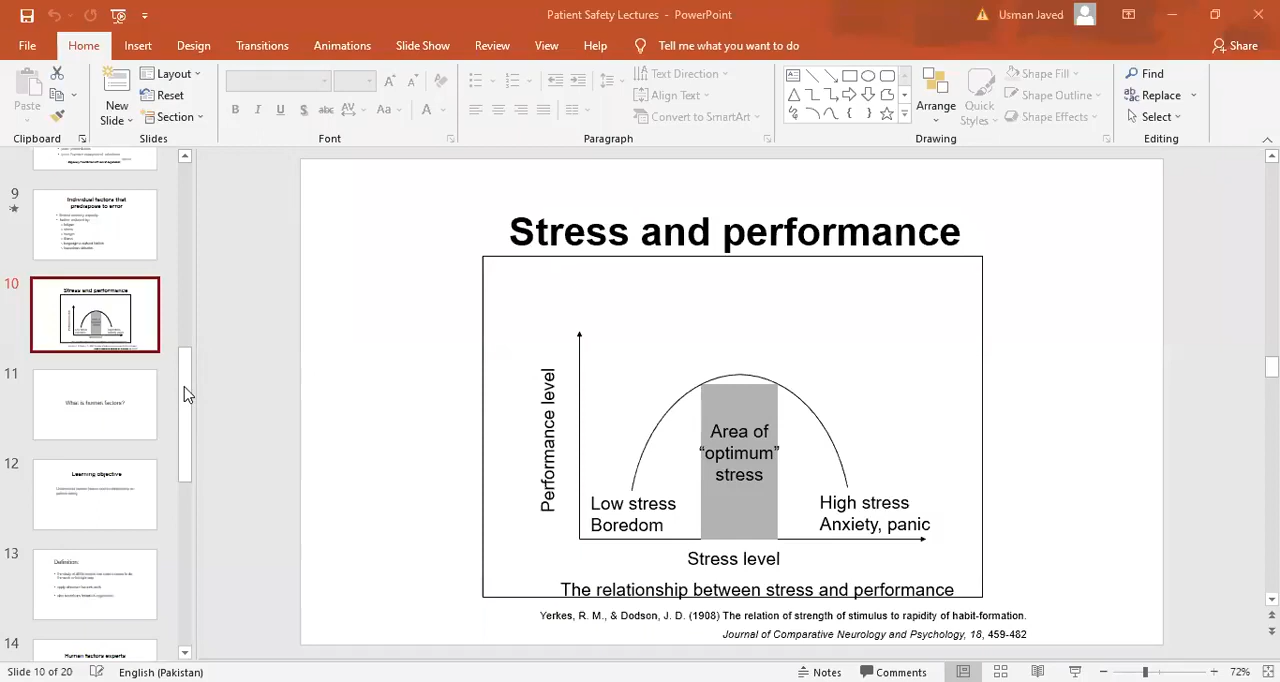 Patient Safety Lectures - PowerPoint
Usman Javed
File Home Insert Design Transitions Animations Slide Show Review View Help Tell me what you want to do Share
Paste
New Slide
Layout
Reset
Section
B I U S abc AV Aa A
Text Direction
Align Text
Convert to SmartArt
Arrange
Quick Styles
Shape Fill
Shape Outline
Shape Effects
Find
Replace
Select
Clipboard Slides Font Paragraph Drawing Editing
9
Individual factors that
predispose to error
10
Stress and performance
11
What is human factors?
12
Learning objective
13
Definition:
14
Human factors experts
Stress and performance
Performance level
Area of
“optimum”
stress
Low stress
Boredom
High stress
Anxiety, panic
Stress level
The relationship between stress and performance
Yerkes, R. M., & Dodson, J. D. (1908) The relation of strength of stimulus to rapidity of habit-formation.
Journal of Comparative Neurology and Psychology, 18, 459-482
Slide 10 of 20 English (Pakistan) Notes Comments 72%